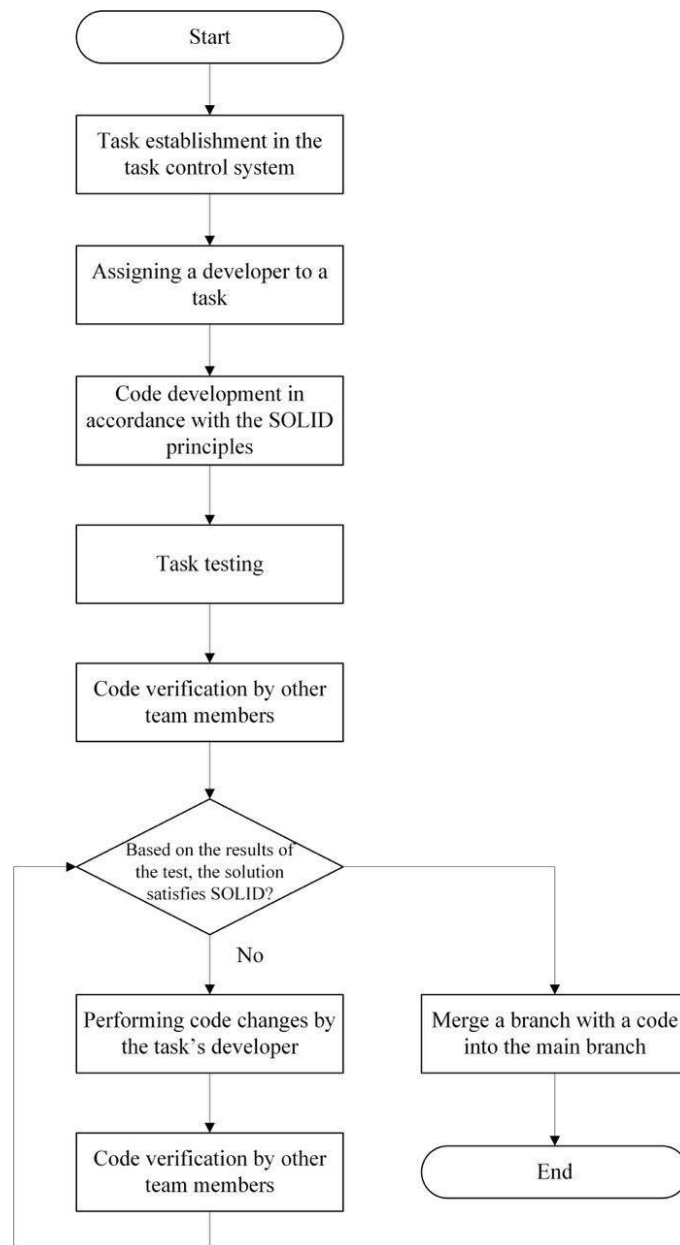 Start
Task establishment in the
task control system
Assigning a developer to a
task
Code development in
accordance with the SOLID
principles
Task testing
Code verification by other
team members
Based on the results of
the test, the solution
satisfies SOLID?
No
Performing code changes by
the task’s developer
Merge a branch with a code
into the main branch
Code verification by other
team members
End